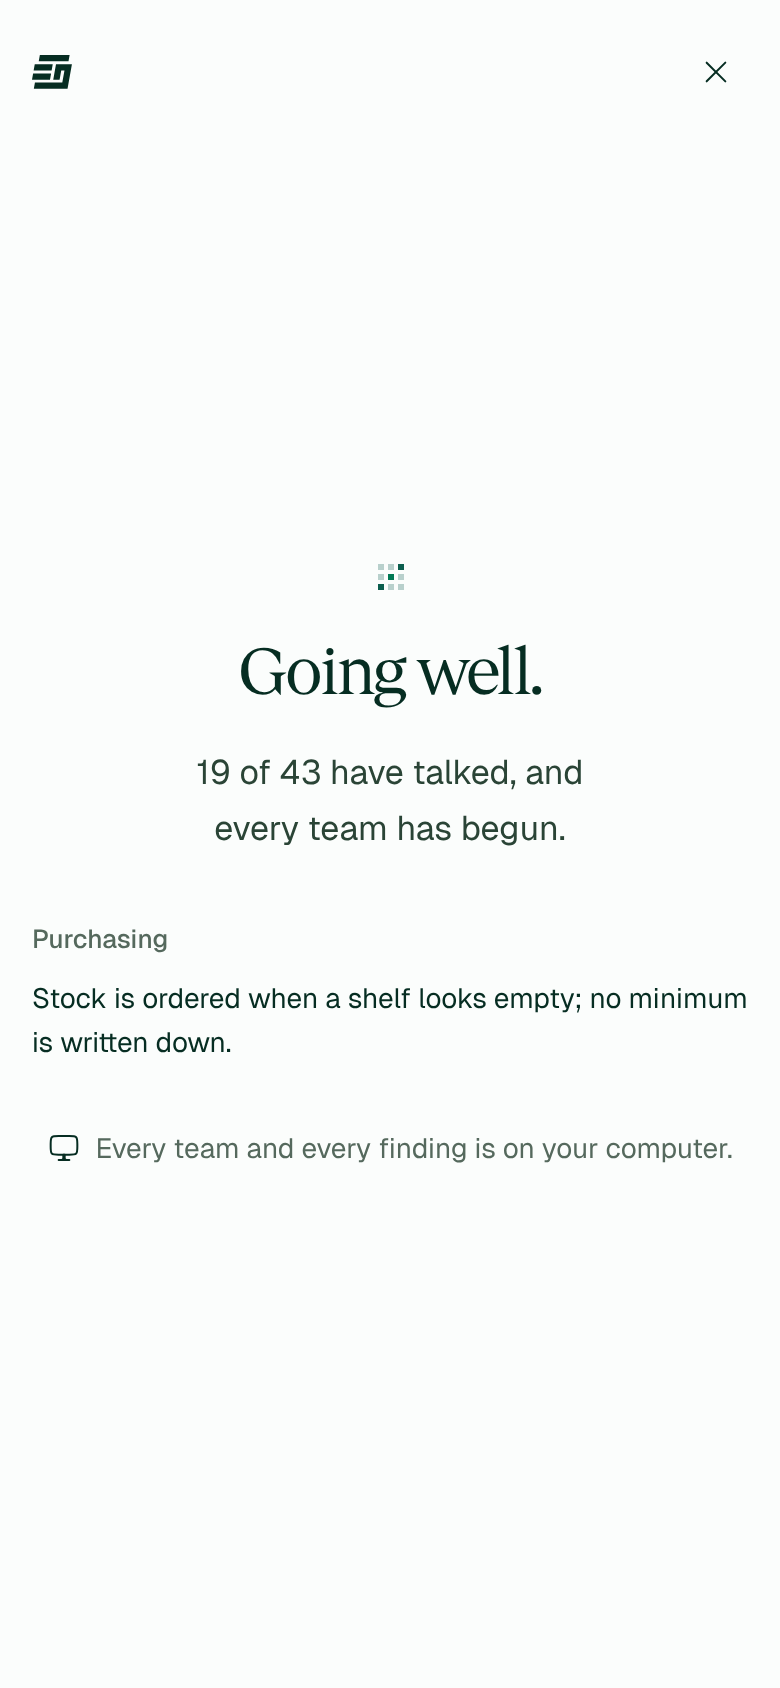 Going well.
19 of 43 have talked, and
every team has begun.
Purchasing
Stock is ordered when a shelf looks empty; no minimum
is written down.
Every team and every finding is on your computer.